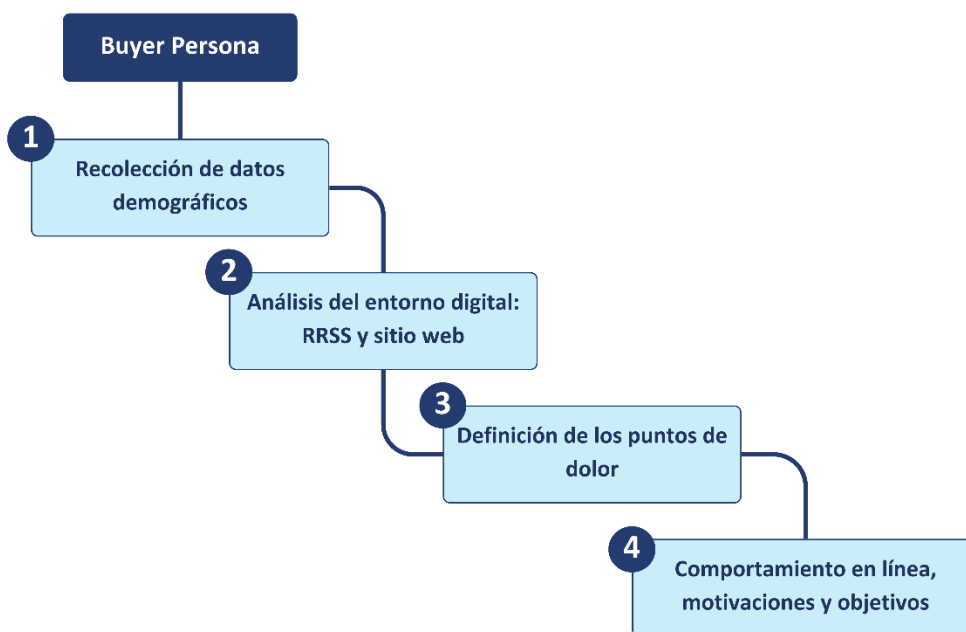 Buyer Persona
1
Recolección de datos
demográficos
2
Análisis del entorno digital:
RRSS y sitio web
3
Definición de los puntos de
dolor
4
Comportamiento en línea,
motivaciones y objetivos